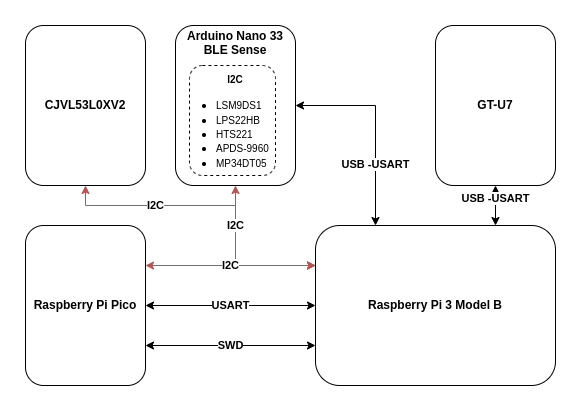 Arduino Nano 33
BLE Sense
I2C
LSM9DS1
LPS22HB
HTS221
APDS-9960
MP34DT05
CJVL53L0XV2
GT-U7
USB -USART
USB -USART
I2C
I2C
I2C
Raspberry Pi Pico
USART
Raspberry Pi 3 Model B
SWD